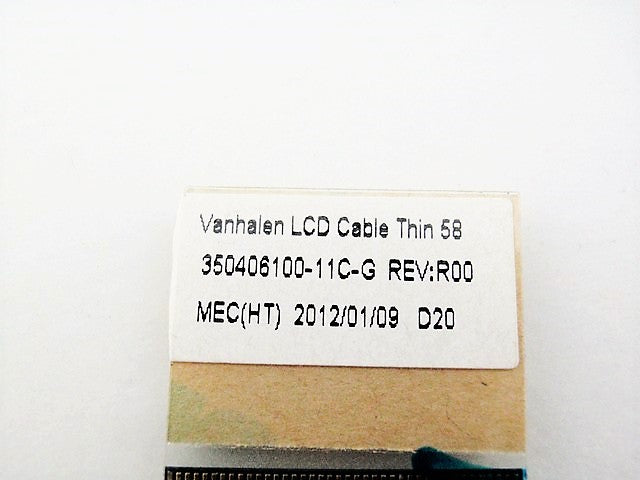 Vanhalen LCD Cable Thin 58
350406100-11C-G REV:R00
MEC(HT) 2012/01/09 D20